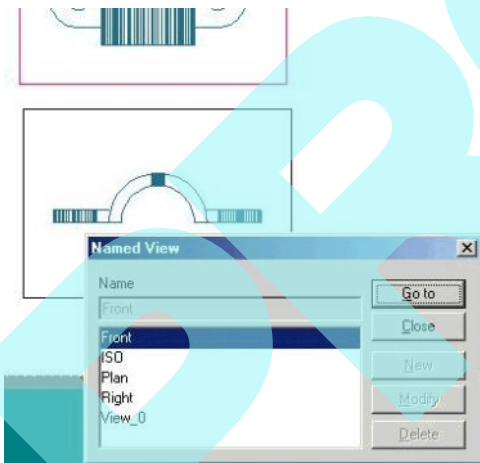 Named View
Name
Front
Front
ISO
Plan
Right
View_0
Go to
Close
New
Modify
Delete